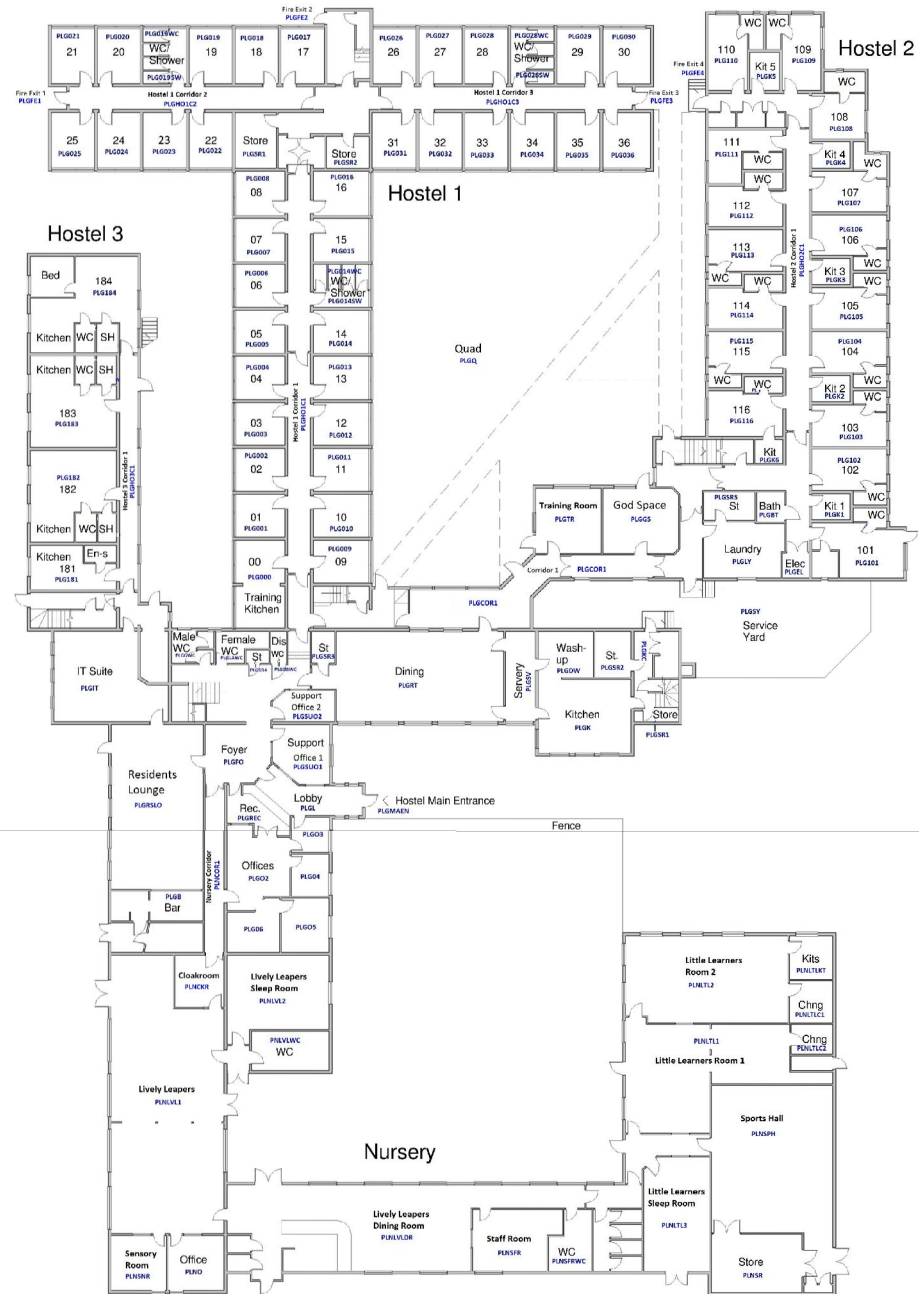 Fire Exit 2
PLGFE2
PLG021
21
PLG020
20
PLG019WC
WC/
Shower
PLG019SW
PLG019
19
PLG018
18
PLG017
17
PLG026
26
PLG027
27
PLG028
28
PLG028WC
WC/
Shower
PLG028SW
PLG029
29
PLG030
30
Fire Exit 1
PLGFE1
Hostel 1 Corridor 2
PLGHO1C2
Hostel 1 Corridor 3
PLGHO1C3
Fire Exit 3
PLGFE3
25
PLG025
24
PLG024
23
PLG023
22
PLG022
Store
PLGSR1
Store
PLGSR2
31
PLG031
32
PLG032
33
PLG033
34
PLG034
35
PLG035
36
PLG036
Hostel 1
PLG008
08
PLG016
16
07
PLG007
15
PLG015
PLG006
06
PLG014WC
WC/
Shower
PLG014SW
05
PLG005
14
PLG014
PLG004
04
PLG013
13
03
PLG003
12
PLG012
PLG002
02
PLG011
11
01
PLG001
10
PLG010
00
PLG000
PLG009
09
Training
Kitchen
Hostel 1 Corridor 1
PLGHO1C1
Quad
PLGQ
Hostel 2
110
PLG110
WC
WC
109
PLG109
Kit 5
PLGK5
Fire Exit 4
PLGFE4
WC
108
PLG108
111
PLG111
WC
Kit 4
PLGK4
WC
WC
112
PLG112
107
PLG107
113
PLG113
PLG106
106
WC
WC
Kit 3
PLGK3
WC
WC
114
PLG114
105
PLG105
PLG115
115
PLG104
104
WC
WC
Kit 2
PLGK2
WC
WC
116
PLG116
103
PLG103
Kit
PLGK6
PLG102
102
Kit 1
PLGK1
WC
WC
101
PLG101
Hostel 2 Corridor 1
PLGHO2C1
PLGSR5
St
Bath
PLGBT
Laundry
PLGLY
Elec
PLGEL
Hostel 3
Bed
184
PLG184
Kitchen
WC
SH
Kitchen
WC
SH
183
PLG183
PLG182
182
Kitchen
WC
SH
Kitchen
181
PLG181
En-s
Hostel 3 Corridor 1
PLGHO3C1
Training Room
PLGTR
God Space
PLGGS
Corridor 1
PLGCOR1
PLGCOR1
PLGSY
Service
Yard
IT Suite
PLGIT
Male
WC
Female
WC
St
Dis
WC
St
PLGSR3
Support
Office 2
PLGSUO2
Dining
PLGRT
Servery
PLGSV
Wash-
up
PLGDW
St.
PLGSR2
PLGKC
Kitchen
PLGK
Store
PLGSR1
Residents
Lounge
PLGRSLO
Foyer
PLGFO
Support
Office 1
PLGSUO1
Lobby
PLGL
Hostel Main Entrance
PLGMAEN
Rec.
PLGREC
PLGO3
Fence
Offices
PLGO2
PLGO4
Nursery Corridor
PLNCOR1
PLGB
Bar
PLGO6
PLGO5
Cloakroom
PLNCKR
Lively Leapers
Sleep Room
PLNLVL2
PLNLVLWC
WC
Lively Leapers
PLNLVL1
Little Learners
Room 2
PLNLTL2
Kits
PLNLTLKT
Chng
PLNLTLC1
PLNLTL1
Little Learners Room 1
Chng
PLNLTLC2
Sports Hall
PLNSPH
Nursery
Little Learners
Sleep Room
PLNLTL3
Lively Leapers
Dining Room
PLNLVLDR
Staff Room
PLNSFR
WC
PLNSFRWC
Sensory
Room
PLNSNR
Office
PLNO
Store
PLNSR